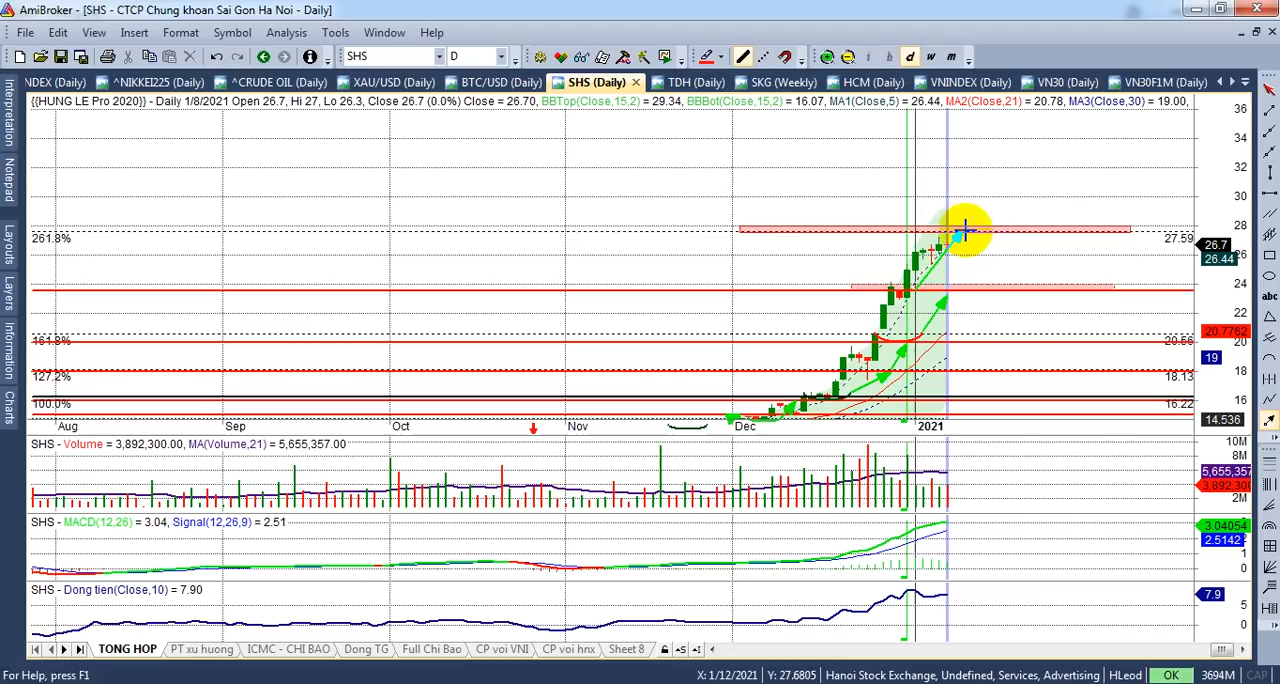 AmiBroker - [SHS - CTCP Chung khoan Sai Gon Ha Noi - Daily]
File Edit View Insert Format Symbol Analysis Tools Window Help
SHS D d w m
NDEX (Daily) ^NIKKEI225 (Daily) ^CRUDE OIL (Daily) XAU/USD (Daily) BTC/USD (Daily) SHS (Daily) TDH (Daily) SKG (Weekly) HCM (Daily) VNINDEX (Daily) VN30 (Daily) VN30F1M (Daily)
{{HUNG LE Pro 2020}} - Daily 1/8/2021 Open 26.7, Hi 27, Lo 26.3, Close 26.7 (0.0%) Close = 26.70, BBTop(Close,15,2) = 29.34, BBBot(Close,15,2) = 16.07, MA1(Close,5) = 26.44, MA2(Close,21) = 20.78, MA3(Close,30) = 19.00,
Interpretation
Notepad
Layouts
Layers
Information
Charts
36
34
32
30
28
261.8% 27.59
26.7
26
26.44
24
22
20.7762
161.8% 20.56
20
19
18
127.2% 18.13
16
100.0% 16.22
14.536
Aug Sep Oct Nov Dec 2021
SHS - Volume = 3,892,300.00, MA(Volume,21) = 5,655,357.00
10M
8M
5,655,357
3,892,300
2M
SHS - MACD(12,26) = 3.04, Signal(12,26,9) = 2.51
3.04054
2.5142
1
0
SHS - Dong tien(Close,10) = 7.90
7.9
5
0
TONG HOP PT xu huong ICMC - CHI BAO Dong TG Full Chi Bao CP voi VNI CP voi hnx Sheet 8
For Help, press F1 X: 1/12/2021 Y: 27.6805 Hanoi Stock Exchange, Undefined, Services, Advertising HLeod OK 3694M CAP
abc